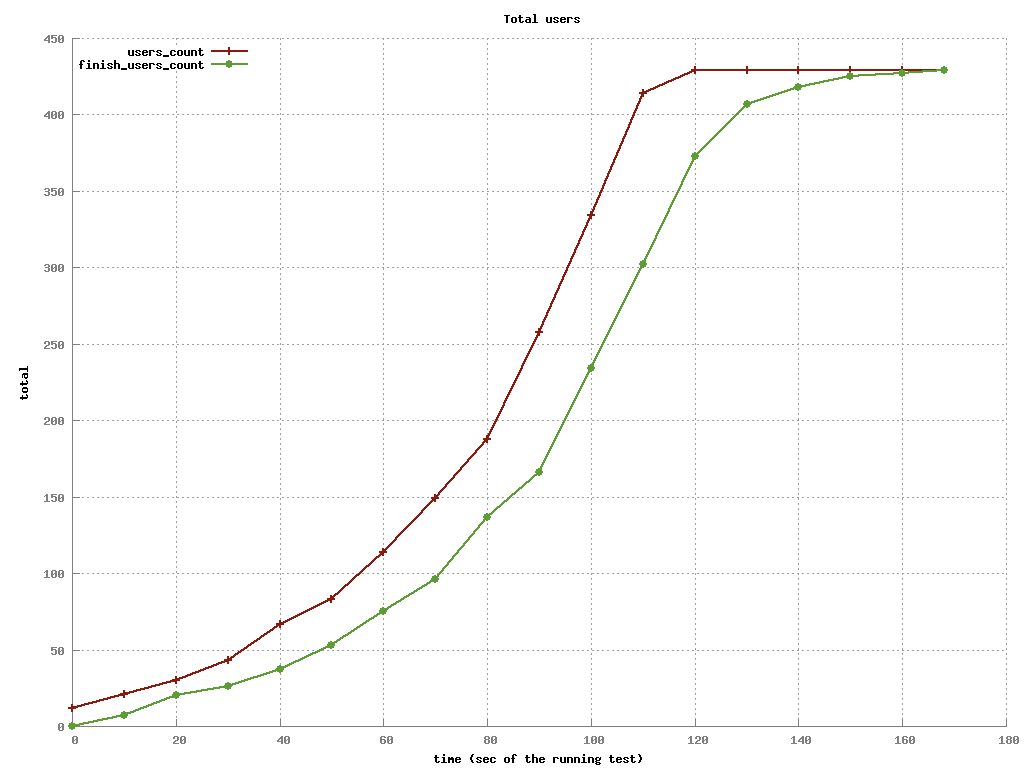 Total users
users_count
finish_users_count
450
400
350
300
250
200
150
100
50
0
total
0 20 40 60 80 100 120 140 160 180
time (sec of the running test)